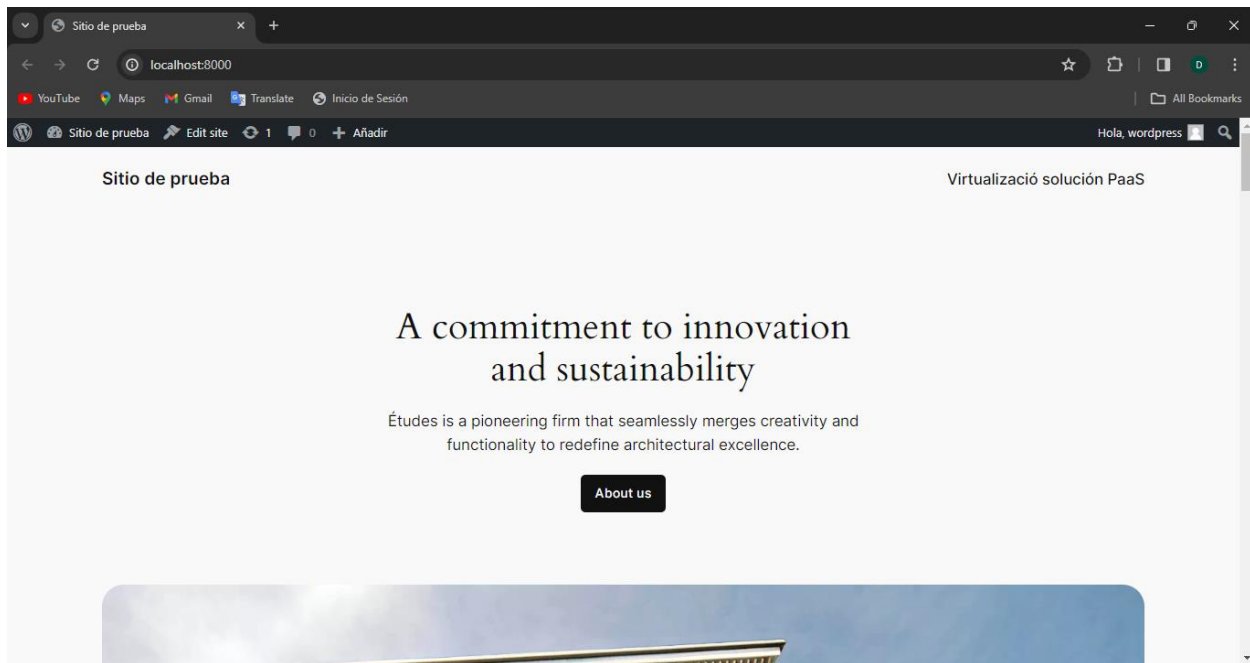 Sitio de prueba
localhost:8000
D
YouTube Maps Gmail Translate Inicio de Sesión All Bookmarks
Sitio de prueba Edit site 1 0 Añadir Hola, wordpress
Sitio de prueba Virtualizació solución PaaS
A commitment to innovation
and sustainability
Études is a pioneering firm that seamlessly merges creativity and
functionality to redefine architectural excellence.
About us